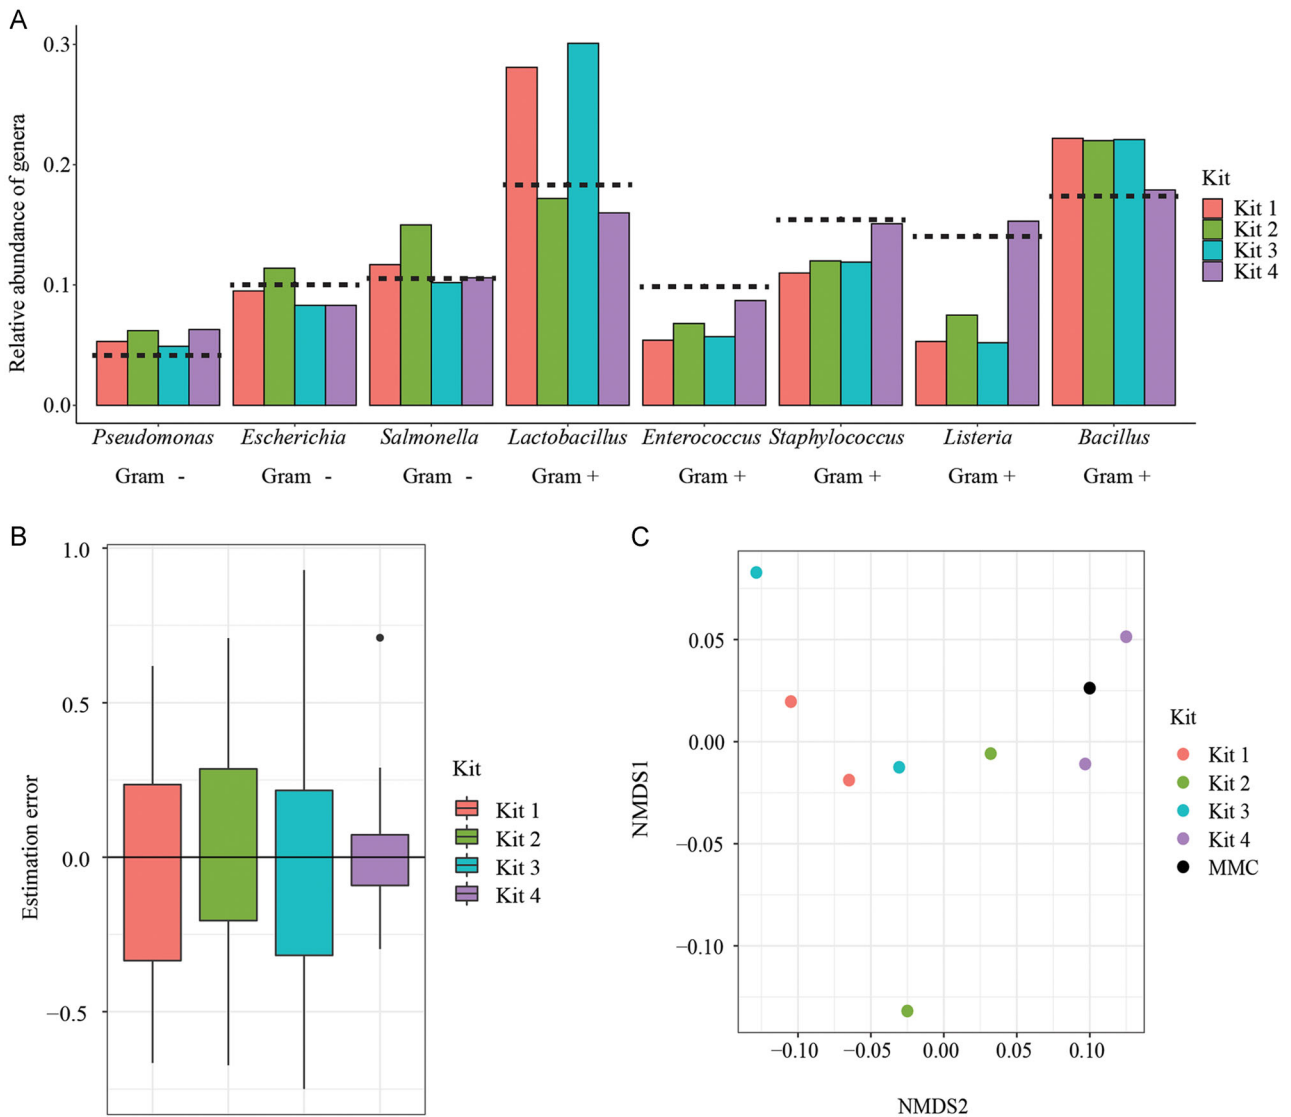 A
Relative abundance of genera
0.3
0.2
0.1
0.0
Pseudomonas Escherichia Salmonella Lactobacillus Enterococcus Staphylococcus Listeria Bacillus
Gram - Gram - Gram - Gram + Gram + Gram + Gram + Gram +
Kit
Kit 1
Kit 2
Kit 3
Kit 4
B
Estimation error
1.0
0.5
0.0
−0.5
Kit
Kit 1
Kit 2
Kit 3
Kit 4
C
NMDS1
0.05
0.00
−0.05
−0.10
−0.10 −0.05 0.00 0.05 0.10
NMDS2
Kit
Kit 1
Kit 2
Kit 3
Kit 4
MMC